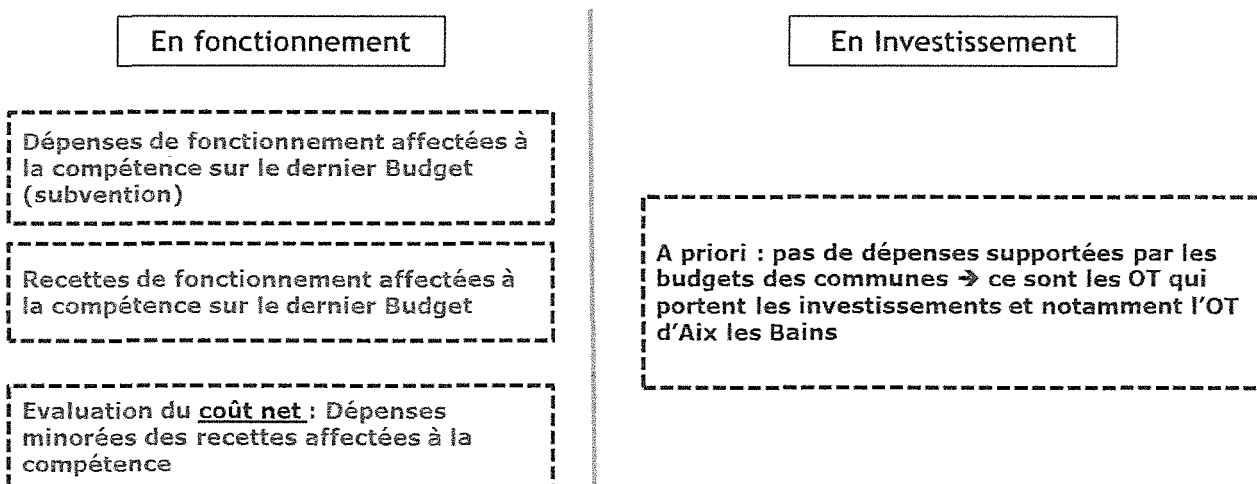 En fonctionnement
Dépenses de fonctionnement affectées à
la compétence sur le dernier Budget
(subvention)
Recettes de fonctionnement affectées à
la compétence sur le dernier Budget
Evaluation du coût net : Dépenses
minorées des recettes affectées à la
compétence
En Investissement
A priori : pas de dépenses supportées par les
budgets des communes → ce sont les OT qui
portent les investissements et notamment l'OT
d'Aix les Bains